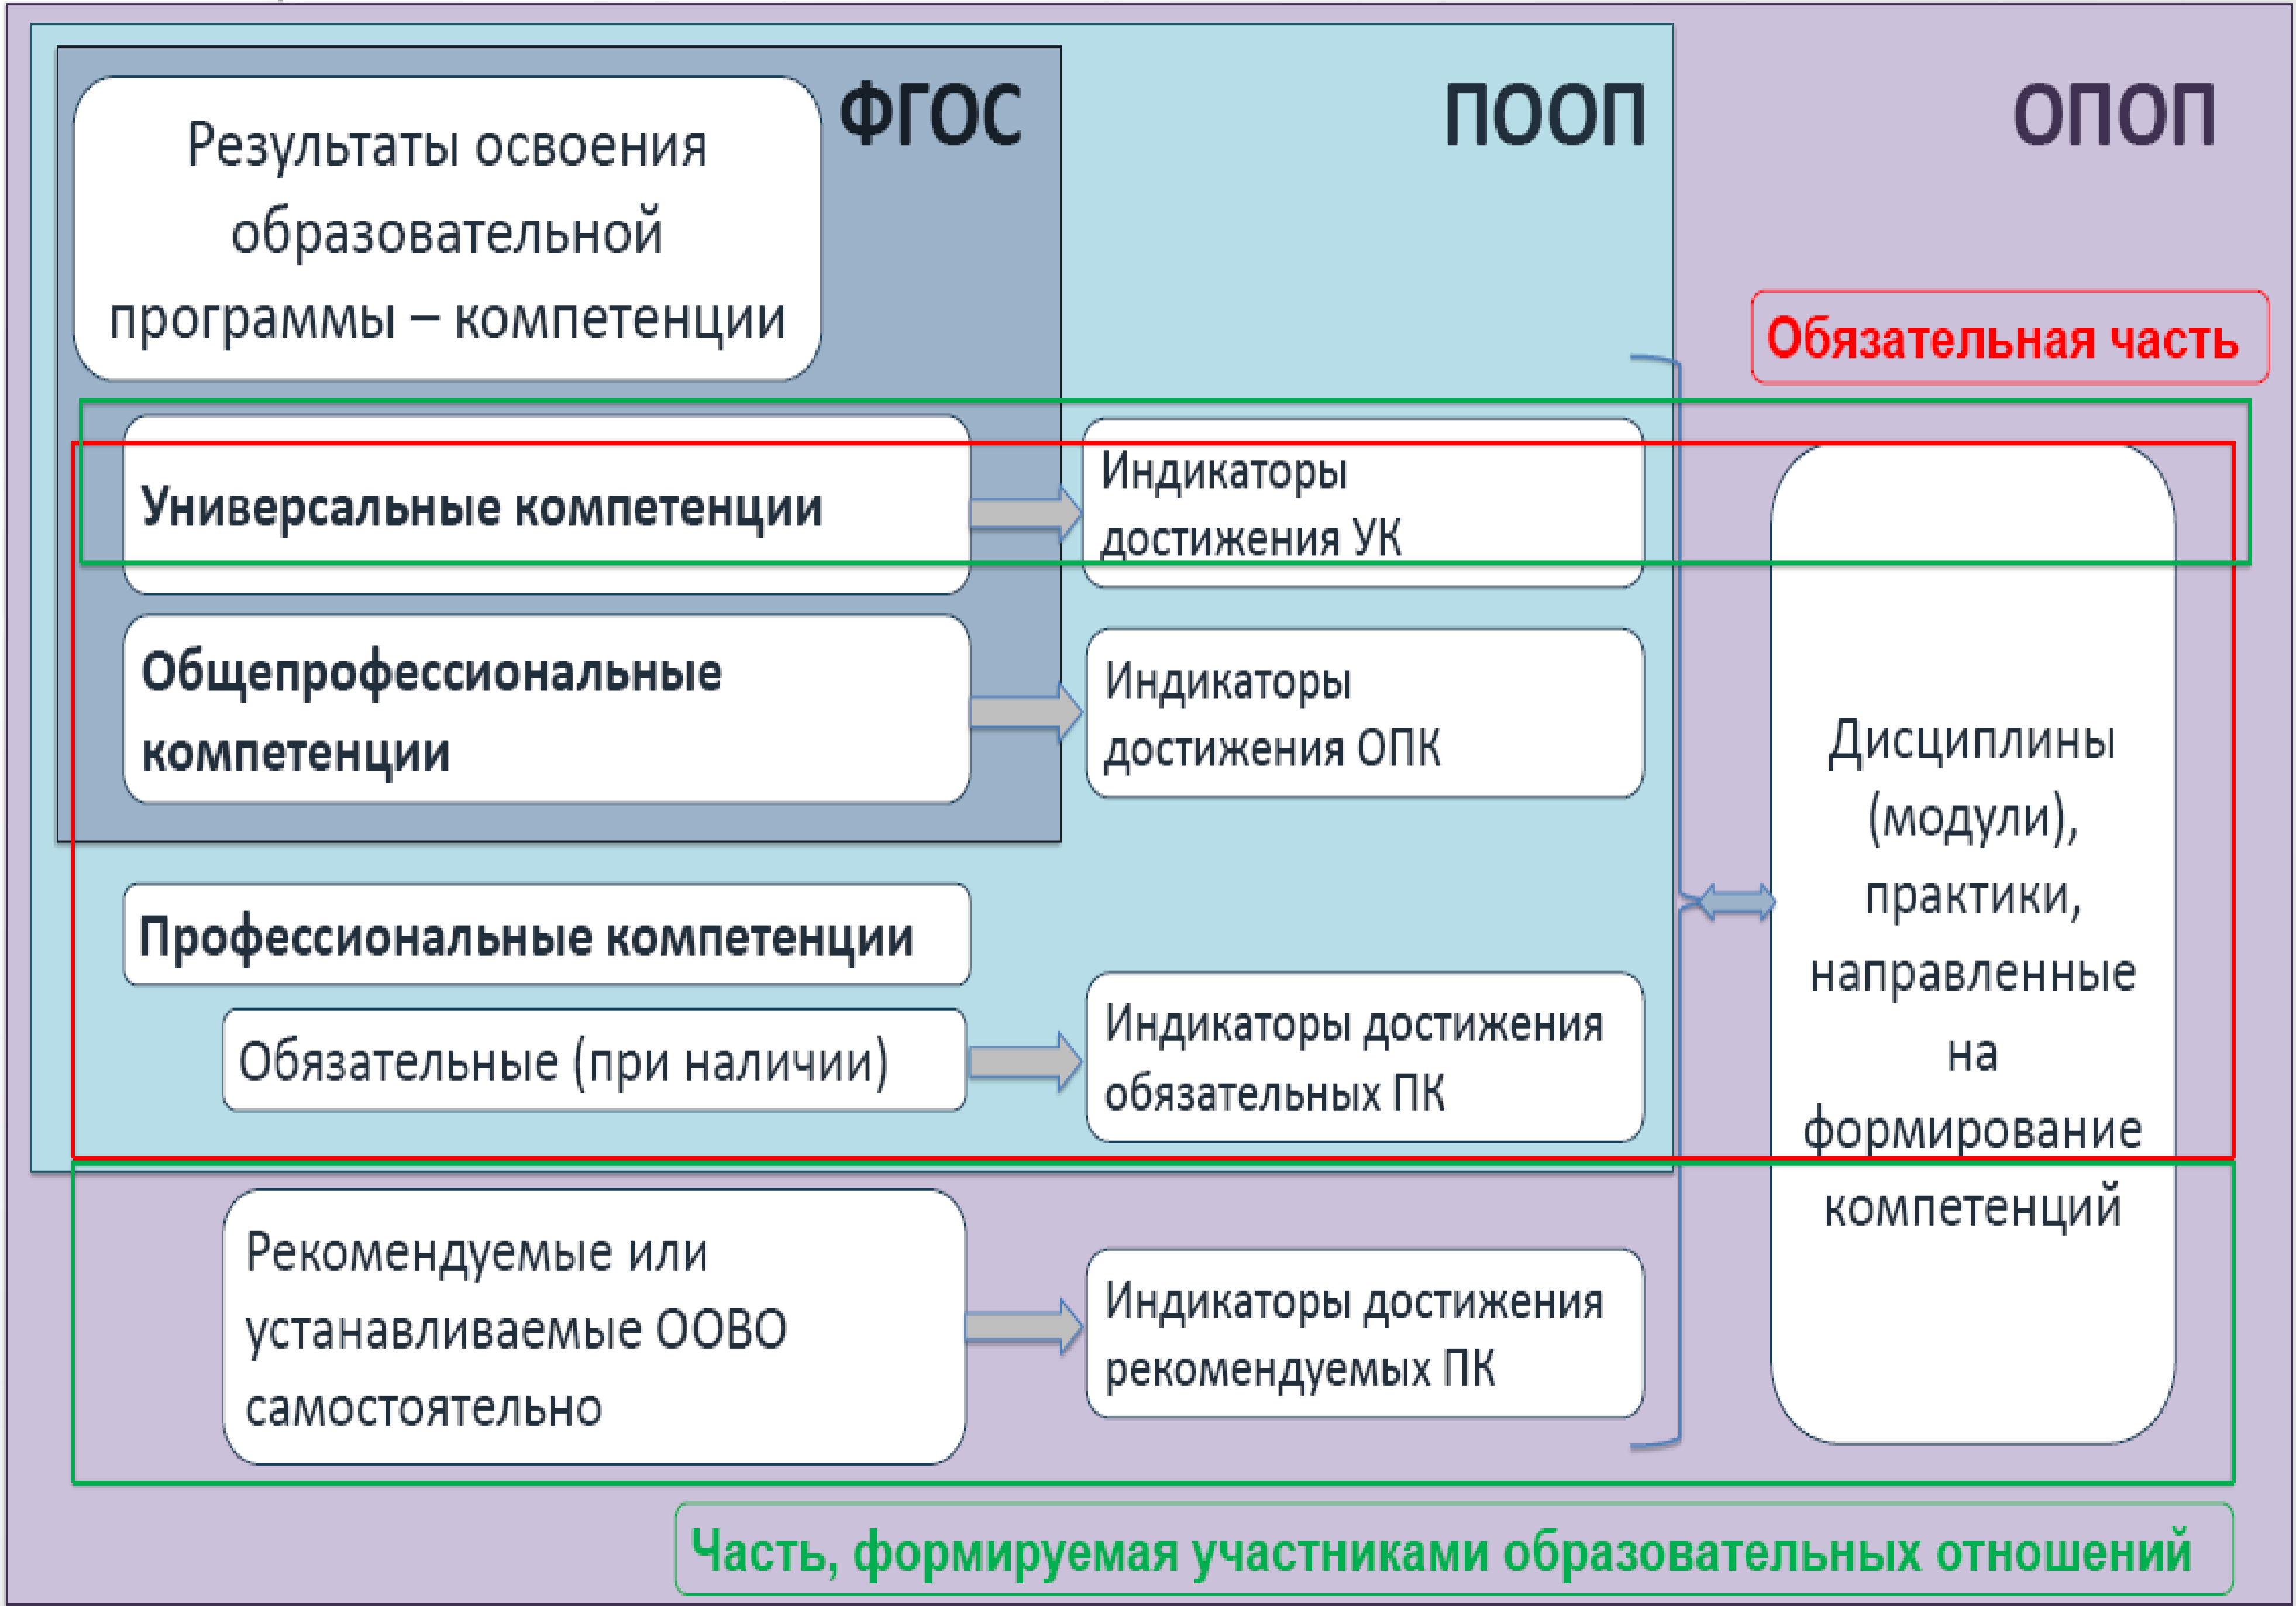 ФГОС
ПООП
ОПОП
Результаты освоения
образовательной
программы – компетенции
Обязательная часть
Универсальные компетенции
Индикаторы
достижения УК
Общепрофессиональные
компетенции
Индикаторы
достижения ОПК
Профессиональные компетенции
Обязательные (при наличии)
Индикаторы достижения
обязательных ПК
Рекомендуемые или
устанавливаемые ООВО
самостоятельно
Индикаторы достижения
рекомендуемых ПК
Дисциплины
(модули),
практики,
направленные
на
формирование
компетенций
Часть, формируемая участниками образовательных отношений